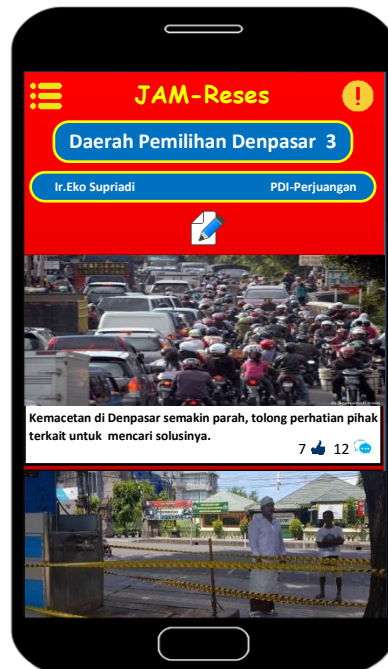 JAM-Reses
!
Daerah Pemilihan Denpasar 3
Ir.Eko Supriadi PDI-Perjuangan
Kemacetan di Denpasar semakin parah, tolong perhatian pihak
terkait untuk mencari solusinya.
7 12